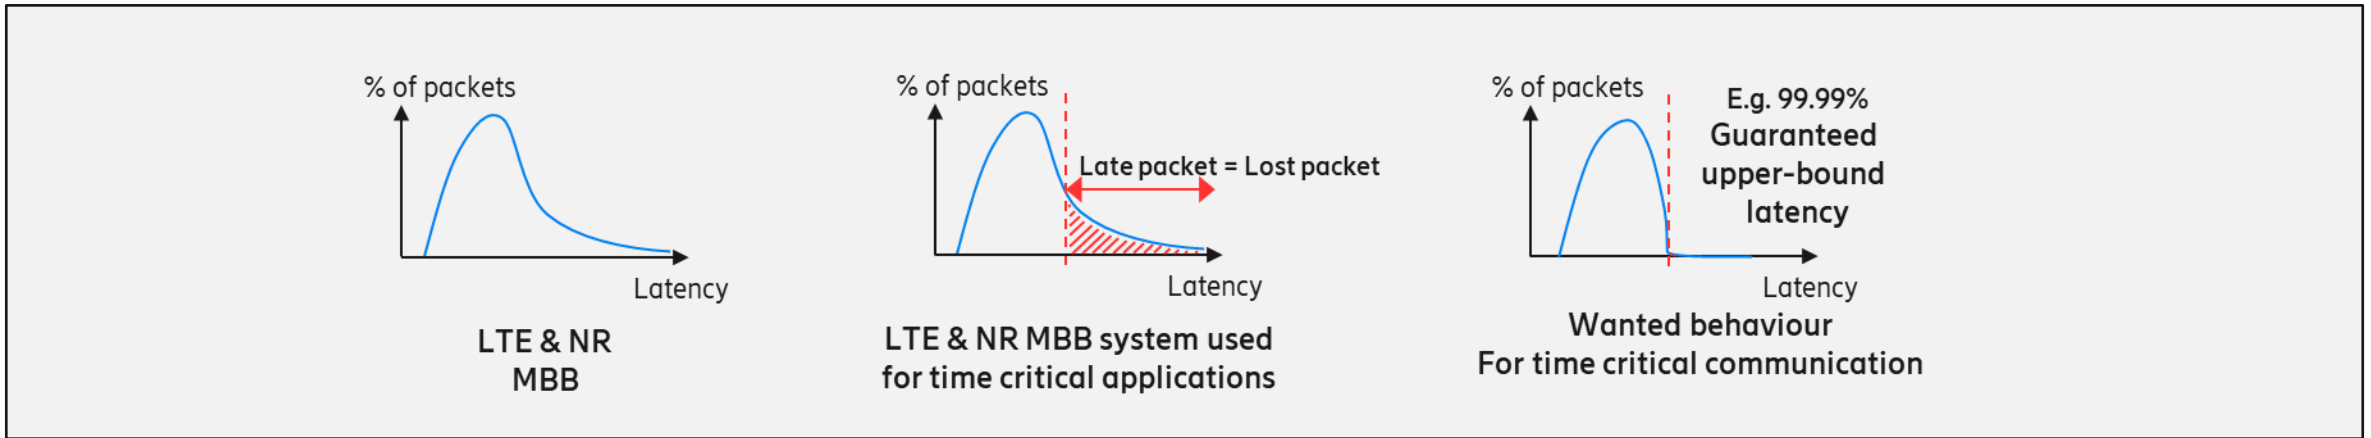 % of packets
Latency
LTE & NR
MBB
% of packets
Late packet = Lost packet
Latency
LTE & NR MBB system used
for time critical applications
% of packets
E.g. 99.99%
Guaranteed
upper-bound
latency
Latency
Wanted behaviour
For time critical communication